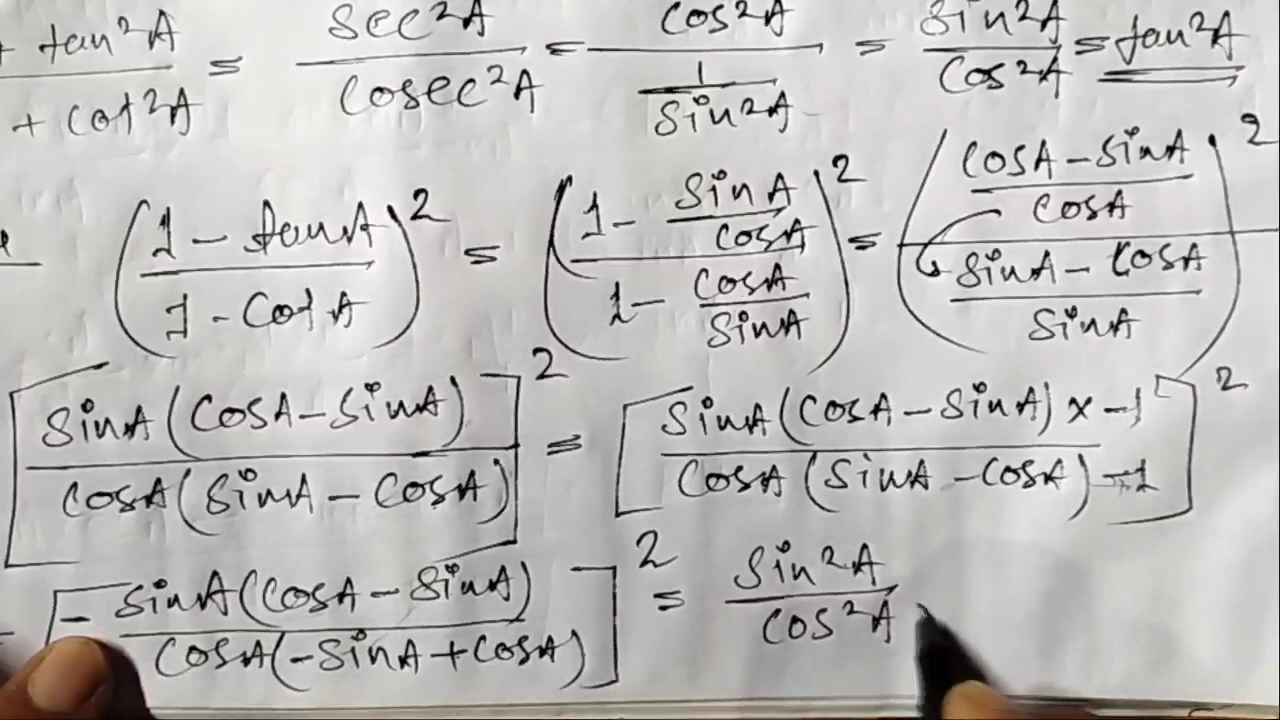 + tan²A / + cot²A = sec²A / cosec²A = cos²A / (1 / sin²A) = sin²A / cos²A = tan²A
((1 - tanA) / (1 - cotA))² = ((1 - sinA/cosA) / (1 - cosA/sinA))² = (((cosA - sinA) / cosA) / ((sinA - cosA) / sinA))²
[sinA(cosA - sinA) / cosA(sinA - cosA)]² = [sinA(cosA - sinA) x -1 / cosA(sinA - cosA) -1]²
[- sinA(cosA - sinA) / cosA(-sinA + cosA)]² = sin²A / cos²A